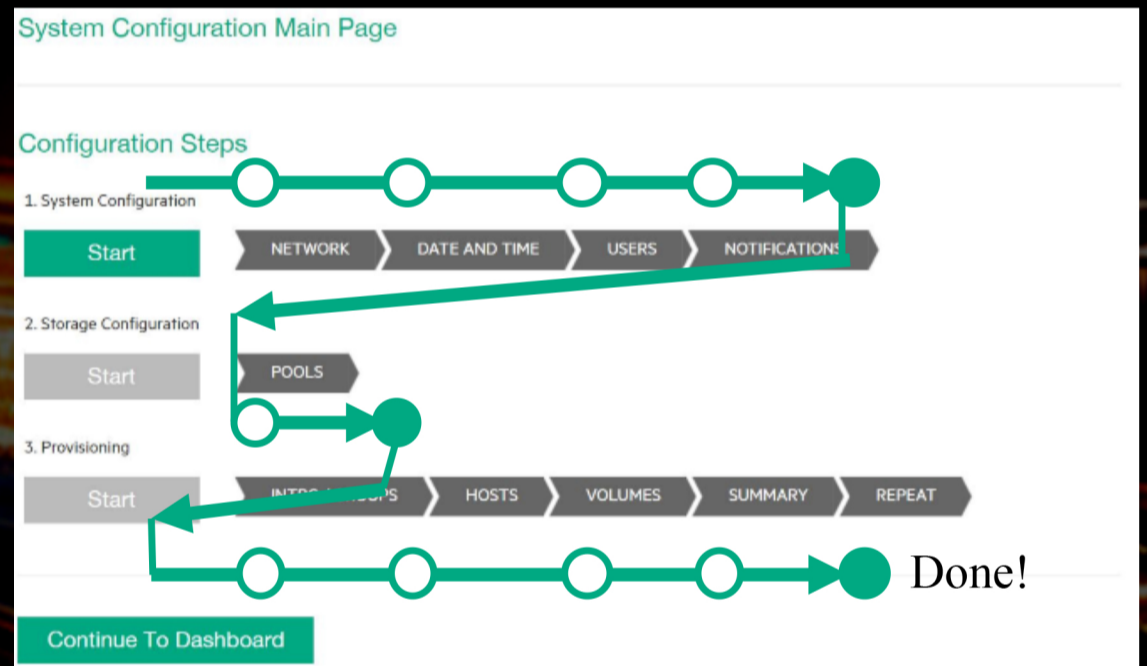 System Configuration Main Page
Configuration Steps
1. System Configuration
Start
NETWORK DATE AND TIME USERS NOTIFICATIONS
2. Storage Configuration
Start
POOLS
3. Provisioning
Start
HOSTS VOLUMES SUMMARY REPEAT
Done!
Continue To Dashboard